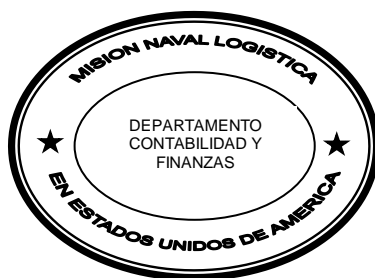 MISION NAVAL LOGISTICA
DEPARTAMENTO
CONTABILIDAD Y
FINANZAS
EN ESTADOS UNIDOS DE AMERICA